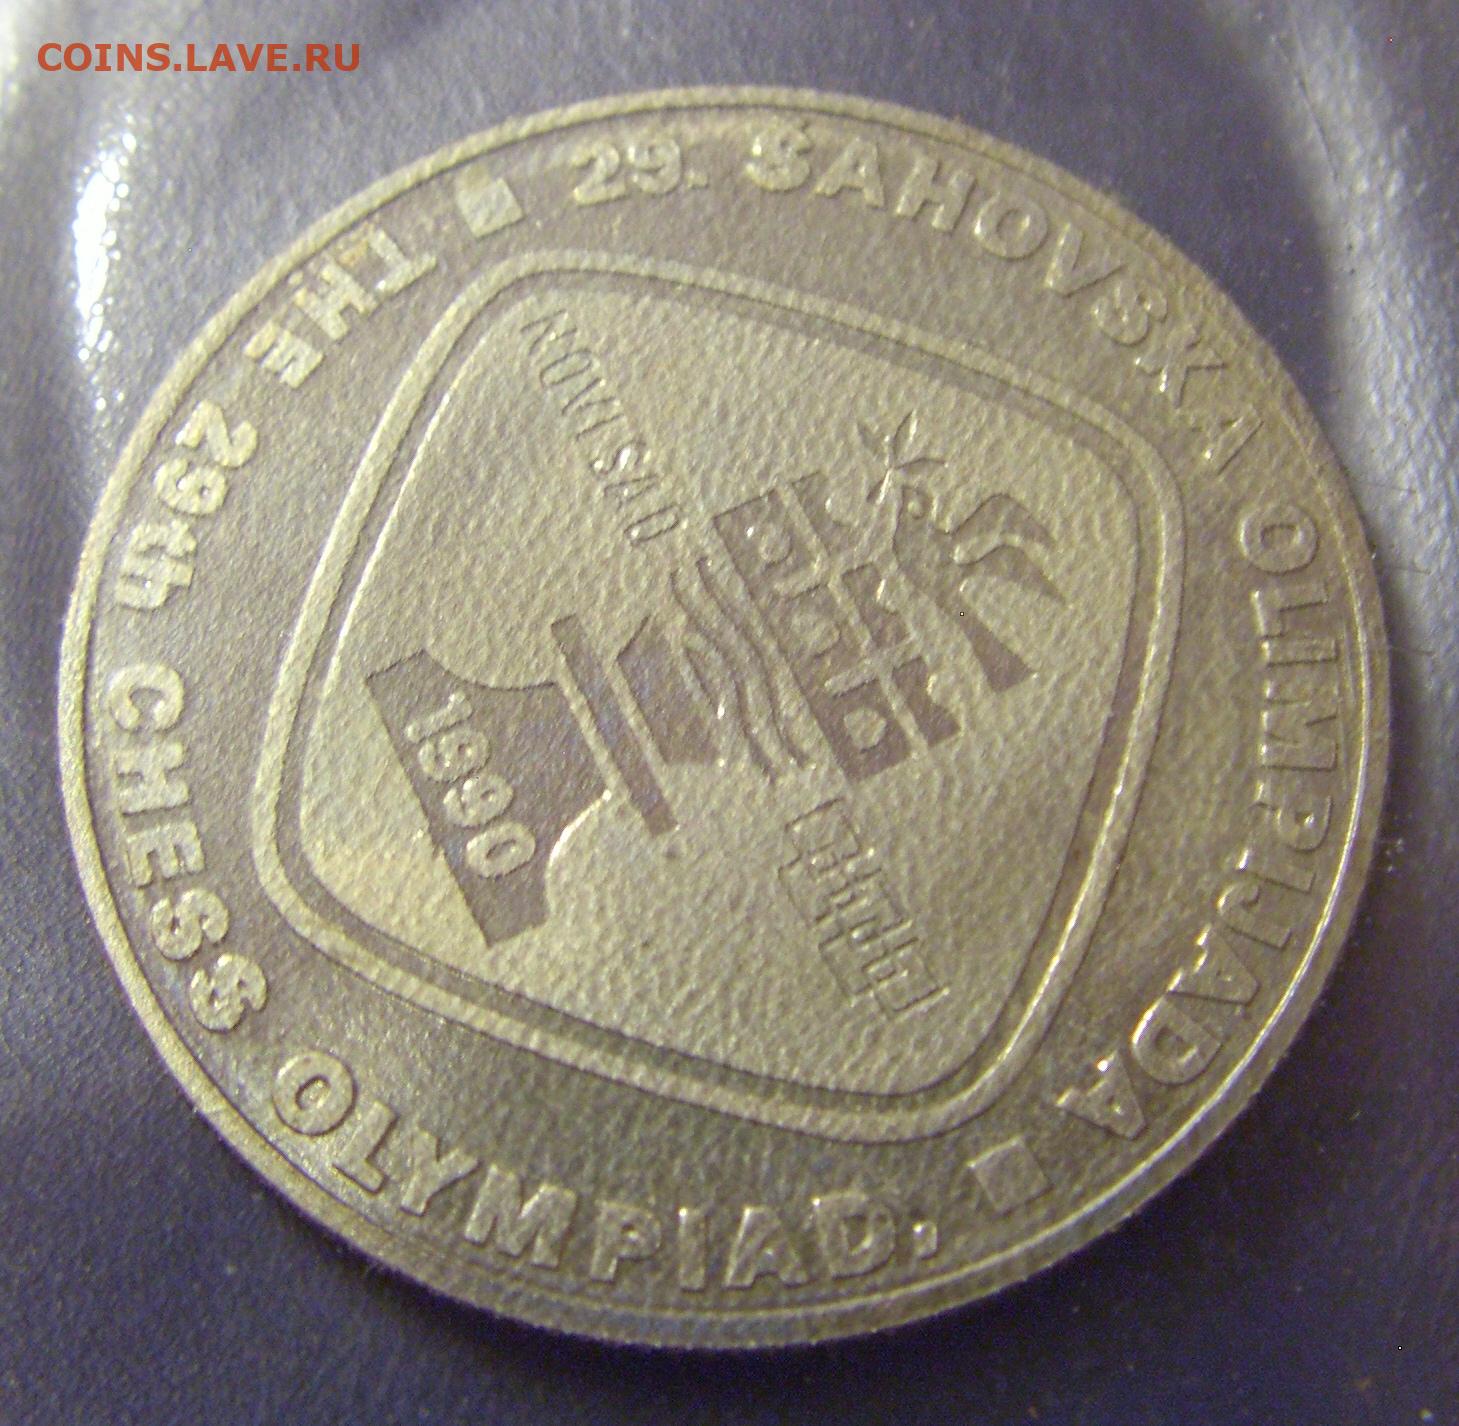 COINS.LAVE.RU
29. ŠAHOVSKA OLIMPIJADA
THE 29th CHESS OLYMPIAD.
NOVI SAD
1990